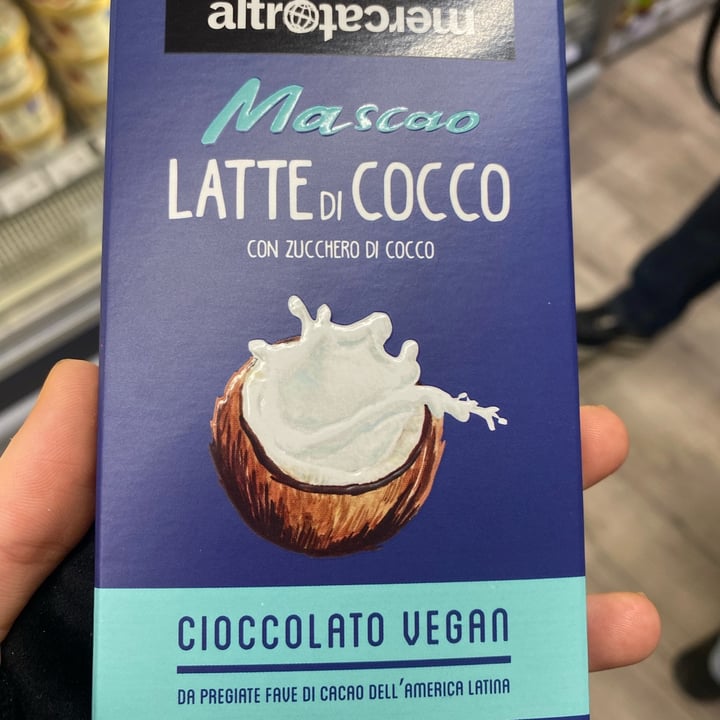 altromercato
Mascao
LATTE DI COCCO
CON ZUCCHERO DI COCCO
CIOCCOLATO VEGAN
DA PREGIATE FAVE DI CACAO DELL'AMERICA LATINA